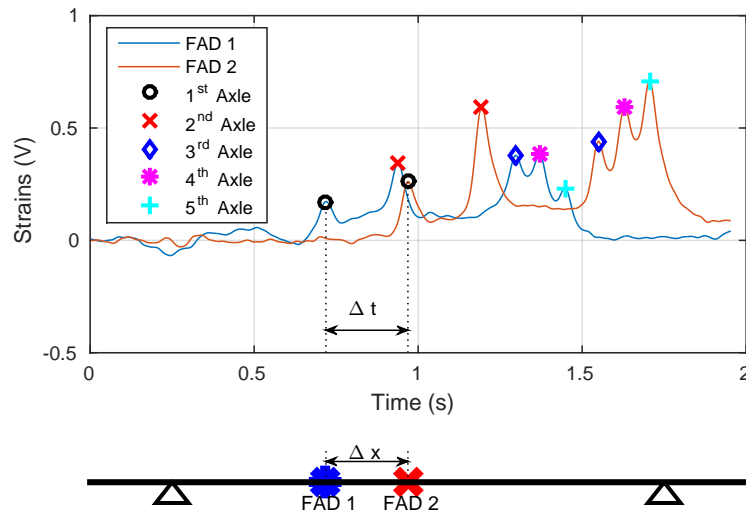 1
0.5
0
-0.5
Strains (V)
FAD 1
FAD 2
1st Axle
2nd Axle
3rd Axle
4th Axle
5th Axle
Δ t
0 0.5 1 1.5 2
Time (s)
Δ x
FAD 1 FAD 2